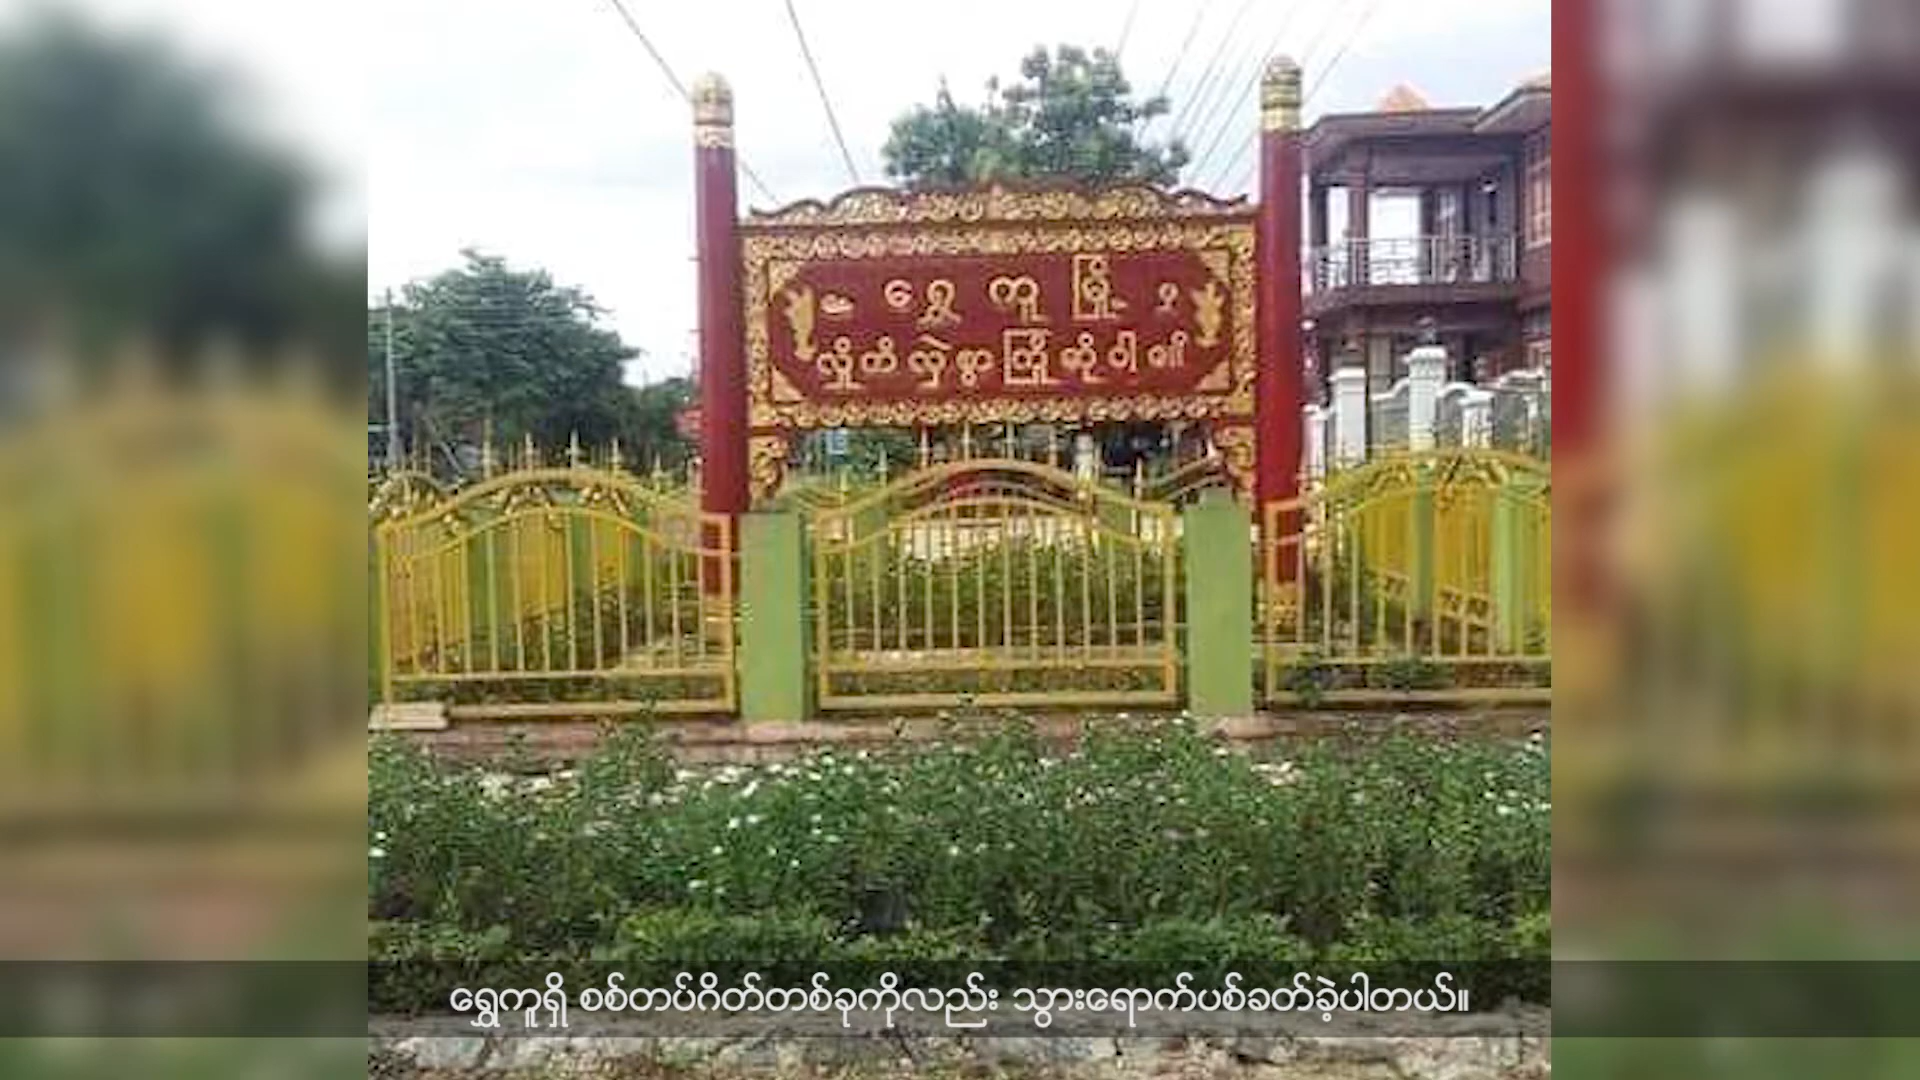 ရွှေကူမြို့
လှိုက်လှဲစွာကြိုဆိုပါ၏
ရွှေကူရှိ စစ်တပ်ဂိတ်တစ်ခုကိုလည်း သွားရောက်ပစ်ခတ်ခဲ့ပါတယ်။